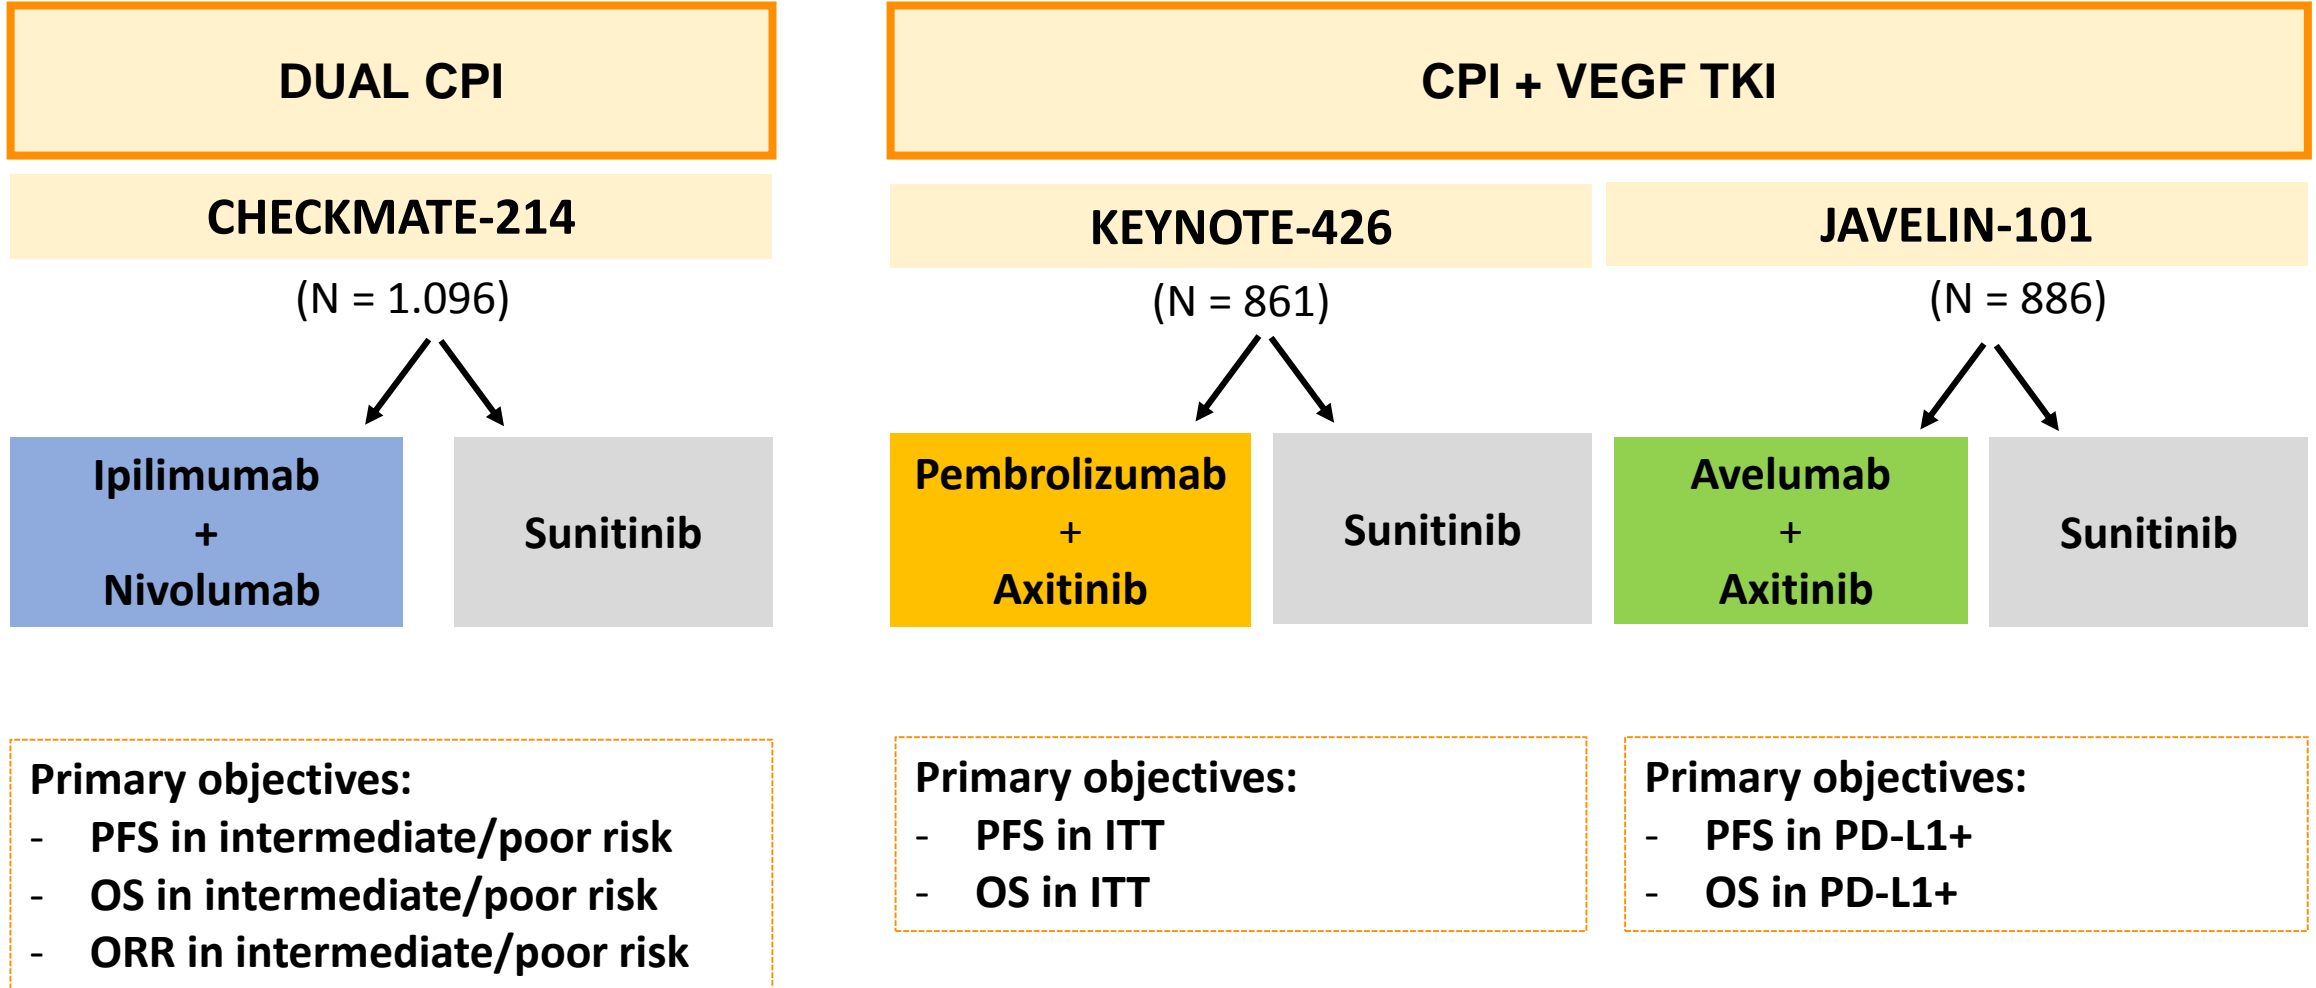 DUAL CPI
CHECKMATE-214
(N = 1.096)
Ipilimumab
+
Nivolumab
Sunitinib
Primary objectives:
- PFS in intermediate/poor risk
- OS in intermediate/poor risk
- ORR in intermediate/poor risk
CPI + VEGF TKI
KEYNOTE-426
(N = 861)
Pembrolizumab
+
Axitinib
Sunitinib
Primary objectives:
- PFS in ITT
- OS in ITT
JAVELIN-101
(N = 886)
Avelumab
+
Axitinib
Sunitinib
Primary objectives:
- PFS in PD-L1+
- OS in PD-L1+